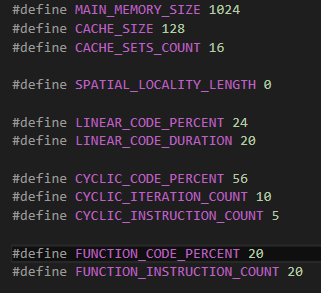 #define MAIN_MEMORY_SIZE 1024
#define CACHE_SIZE 128
#define CACHE_SETS_COUNT 16
#define SPATIAL_LOCALITY_LENGTH 0
#define LINEAR_CODE_PERCENT 24
#define LINEAR_CODE_DURATION 20
#define CYCLIC_CODE_PERCENT 56
#define CYCLIC_ITERATION_COUNT 10
#define CYCLIC_INSTRUCTION_COUNT 5
#define FUNCTION_CODE_PERCENT 20
#define FUNCTION_INSTRUCTION_COUNT 20